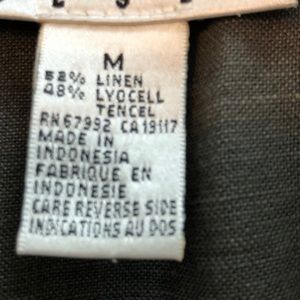 M
52% LINEN
48% LYOCELL
TENCEL
RN 67992 CA 19117
MADE IN
INDONESIA
FABRIQUE EN
INDONESIE
CARE REVERSE SIDE
INDICATIONS AU DOS